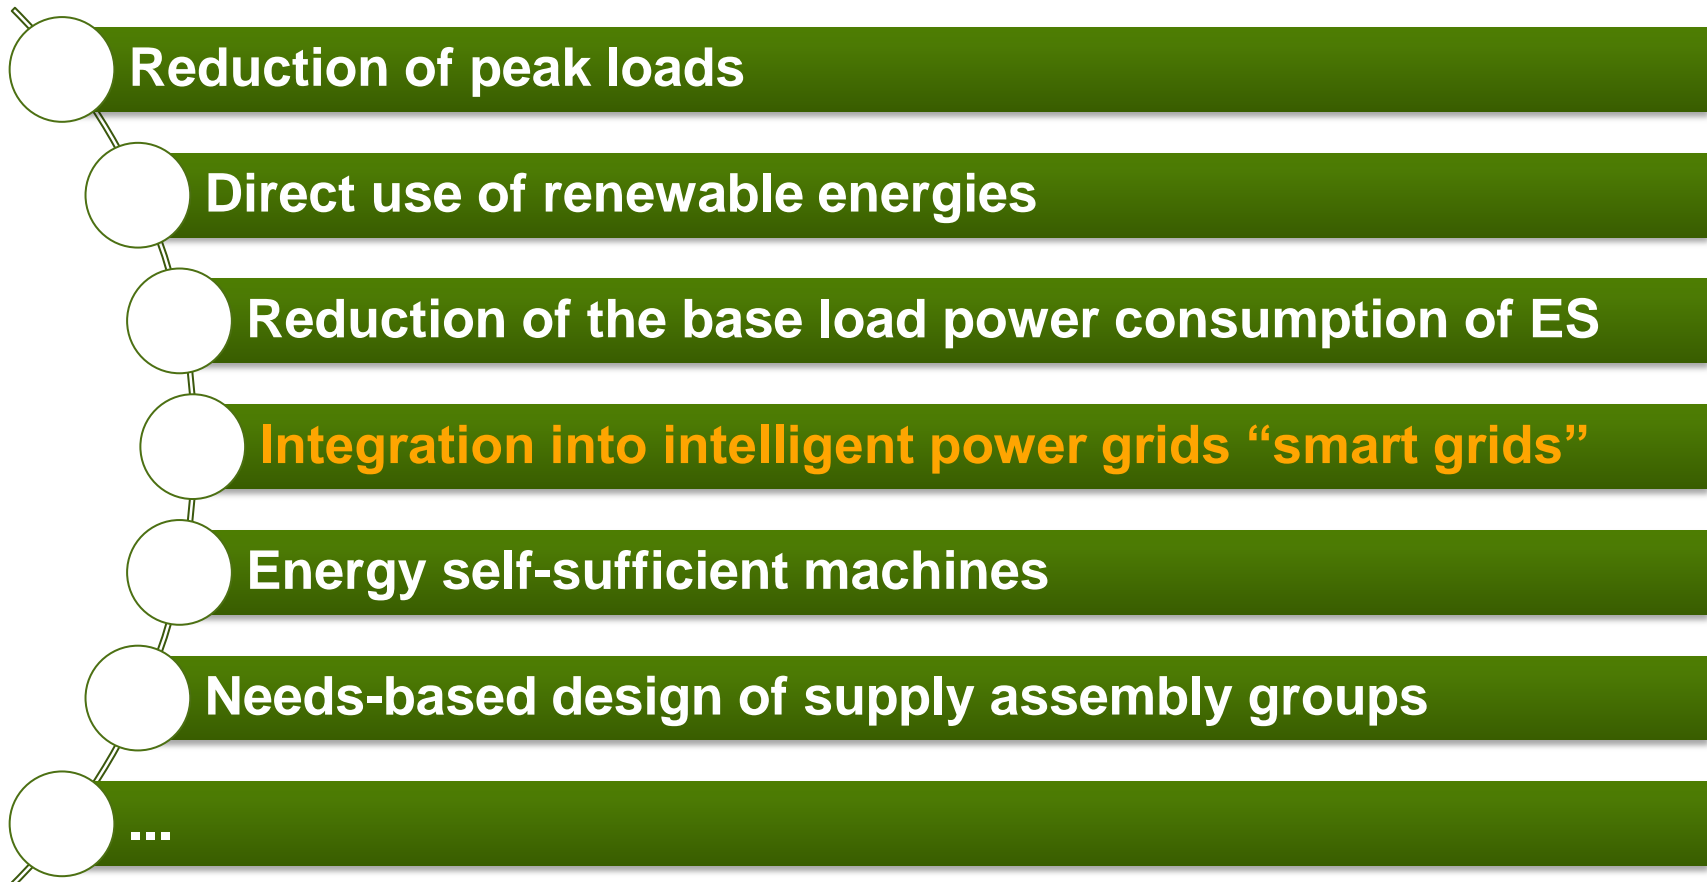 Reduction of peak loads
Direct use of renewable energies
Reduction of the base load power consumption of ES
Integration into intelligent power grids “smart grids”
Energy self-sufficient machines
Needs-based design of supply assembly groups
...